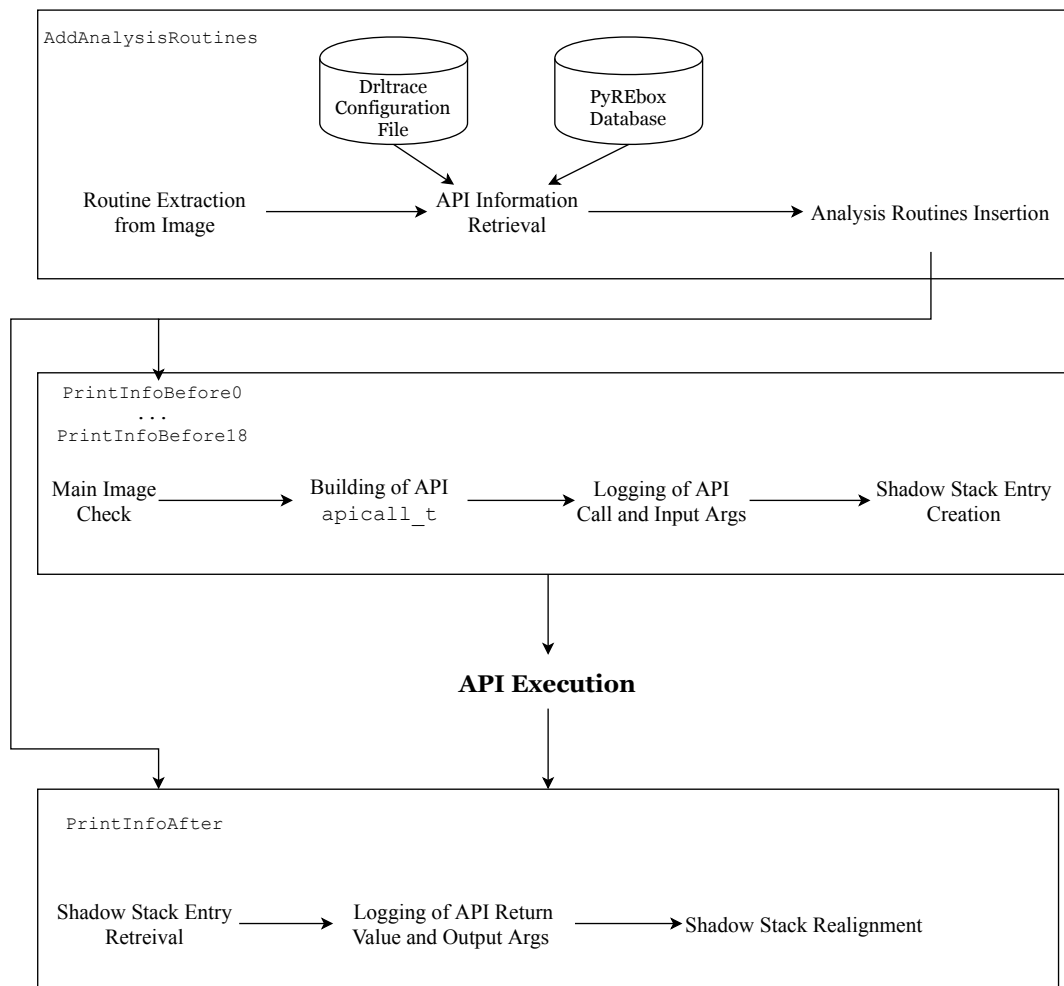 AddAnalysisRoutines
Drltrace
Configuration
File
PyREbox
Database
Routine Extraction
from Image
API Information
Retrieval
Analysis Routines Insertion
PrintInfoBefore0
...
PrintInfoBefore18
Main Image
Check
Building of API
apicall_t
Logging of API
Call and Input Args
Shadow Stack Entry
Creation
API Execution
PrintInfoAfter
Shadow Stack Entry
Retreival
Logging of API Return
Value and Output Args
Shadow Stack Realignment